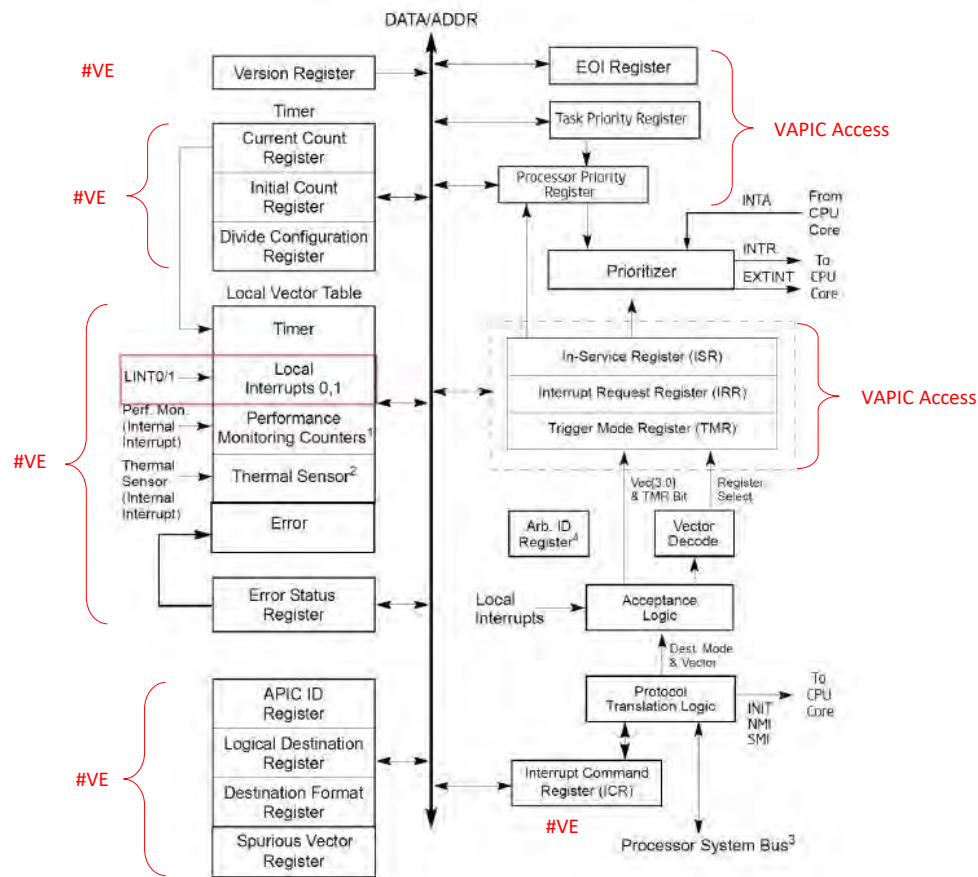 DATA/ADDR
#VE
Version Register
EOI Register
Timer
Task Priority Register
VAPIC Access
#VE
Current Count
Register
Initial Count
Register
Divide Configuration
Register
Processor Priority
Register
INTA
From
CPU
Core
Prioritizer
INTR
EXTINT
To
CPU
Core
Local Vector Table
Timer
LINT0/1
Local
Interrupts 0,1
Perf. Mon.
(Internal
Interrupt)
Performance
Monitoring Counters1
#VE
Thermal
Sensor
(Internal
Interrupt)
Thermal Sensor2
Error
Error Status
Register
In-Service Register (ISR)
Interrupt Request Register (IRR)
Trigger Mode Register (TMR)
VAPIC Access
Vec[3:0]
& TMR Bit
Register
Select
Arb. ID
Register4
Vector
Decode
Local
Interrupts
Acceptance
Logic
Dest. Mode
& Vector
Protocol
Translation Logic
INIT
NMI
SMI
To
CPU
Core
#VE
APIC ID
Register
Logical Destination
Register
Destination Format
Register
Spurious Vector
Register
Interrupt Command
Register (ICR)
#VE
Processor System Bus3